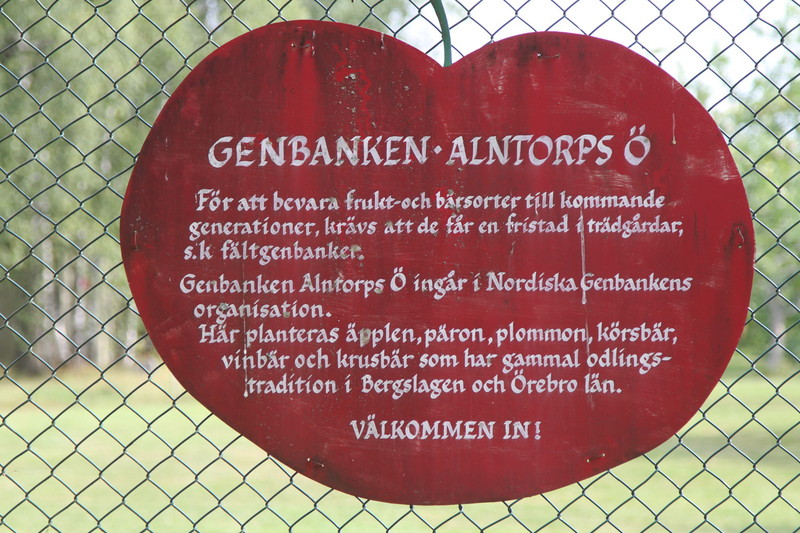 GENBANKEN · ALNTORPS Ö
För att bevara frukt- och bärsorter till kommande
generationer, krävs att de får en fristad i trädgårdar,
s.k fältgenbanker.
Genbanken Alntorps Ö ingår i Nordiska Genbankens
organisation.
Här planteras äpplen, päron, plommon, körsbär,
vinbär och krusbär som har gammal odlings-
tradition i Bergslagen och Örebro län.
VÄLKOMMEN IN!